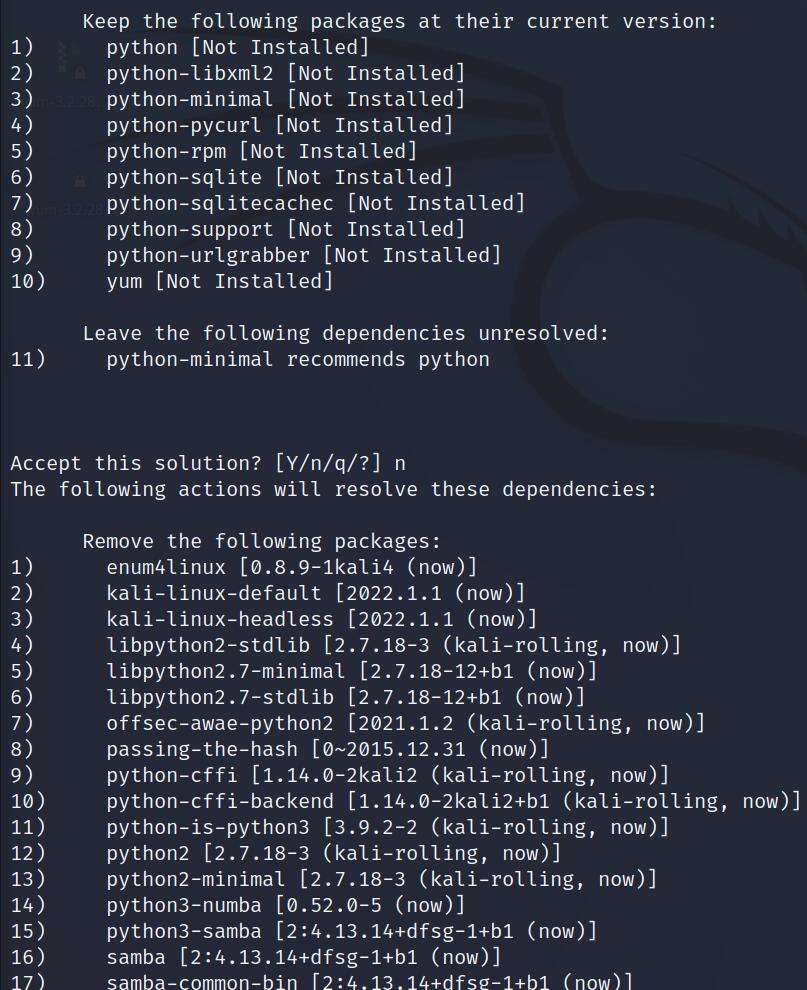 Keep the following packages at their current version:
1) python [Not Installed]
2) python-libxml2 [Not Installed]
3) python-minimal [Not Installed]
4) python-pycurl [Not Installed]
5) python-rpm [Not Installed]
6) python-sqlite [Not Installed]
7) python-sqlitecachec [Not Installed]
8) python-support [Not Installed]
9) python-urlgrabber [Not Installed]
10) yum [Not Installed]
Leave the following dependencies unresolved:
11) python-minimal recommends python
Accept this solution? [Y/n/q/?] n
The following actions will resolve these dependencies:
Remove the following packages:
1) enum4linux [0.8.9-1kali4 (now)]
2) kali-linux-default [2022.1.1 (now)]
3) kali-linux-headless [2022.1.1 (now)]
4) libpython2-stdlib [2.7.18-3 (kali-rolling, now)]
5) libpython2.7-minimal [2.7.18-12+b1 (now)]
6) libpython2.7-stdlib [2.7.18-12+b1 (now)]
7) offsec-awae-python2 [2021.1.2 (kali-rolling, now)]
8) passing-the-hash [0~2015.12.31 (now)]
9) python-cffi [1.14.0-2kali2 (kali-rolling, now)]
10) python-cffi-backend [1.14.0-2kali2+b1 (kali-rolling, now)]
11) python-is-python3 [3.9.2-2 (kali-rolling, now)]
12) python2 [2.7.18-3 (kali-rolling, now)]
13) python2-minimal [2.7.18-3 (kali-rolling, now)]
14) python3-numba [0.52.0-5 (now)]
15) python3-samba [2:4.13.14+dfsg-1+b1 (now)]
16) samba [2:4.13.14+dfsg-1+b1 (now)]
17) samba-common-bin [2:4.13.14+dfsg-1+b1 (now)]